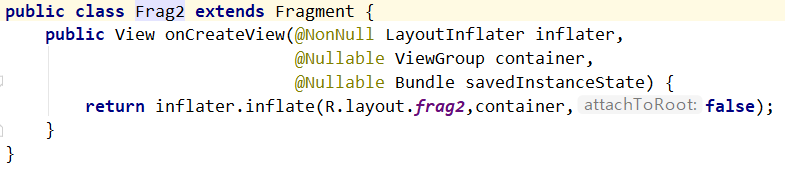 public class Frag2 extends Fragment {
    public View onCreateView(@NonNull LayoutInflater inflater,
                             @Nullable ViewGroup container,
                             @Nullable Bundle savedInstanceState) {
        return inflater.inflate(R.layout.frag2,container, attachToRoot: false);
    }
}